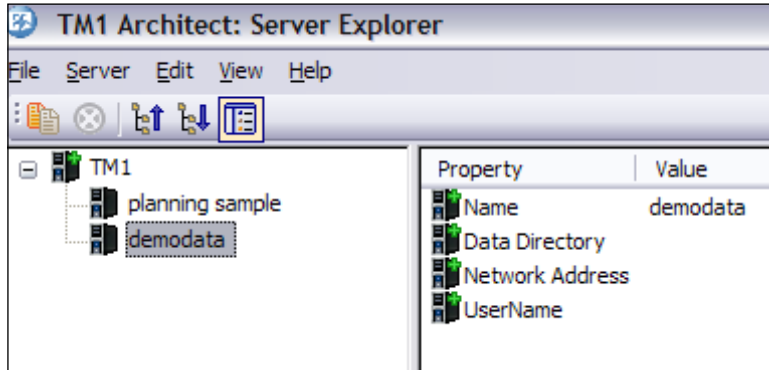 TM1 Architect: Server Explorer
File Server Edit View Help
TM1
planning sample
demodata
Property Value
Name demodata
Data Directory
Network Address
UserName